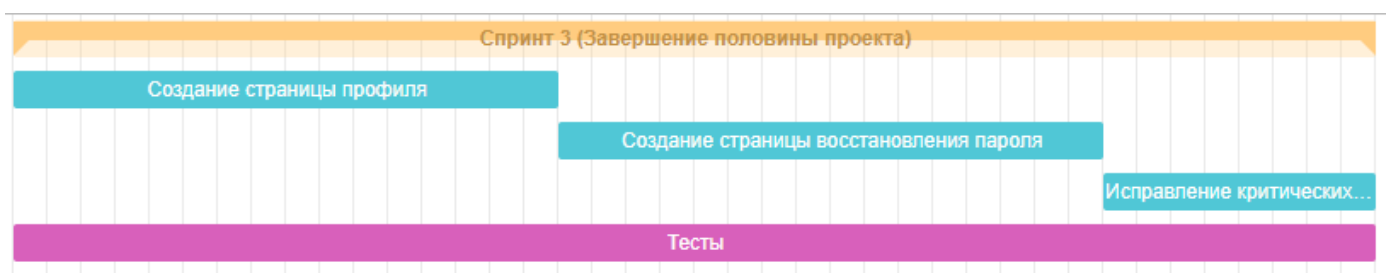 Спринт 3 (Завершение половины проекта)
Создание страницы профиля
Создание страницы восстановления пароля
Исправление критических...
Тесты